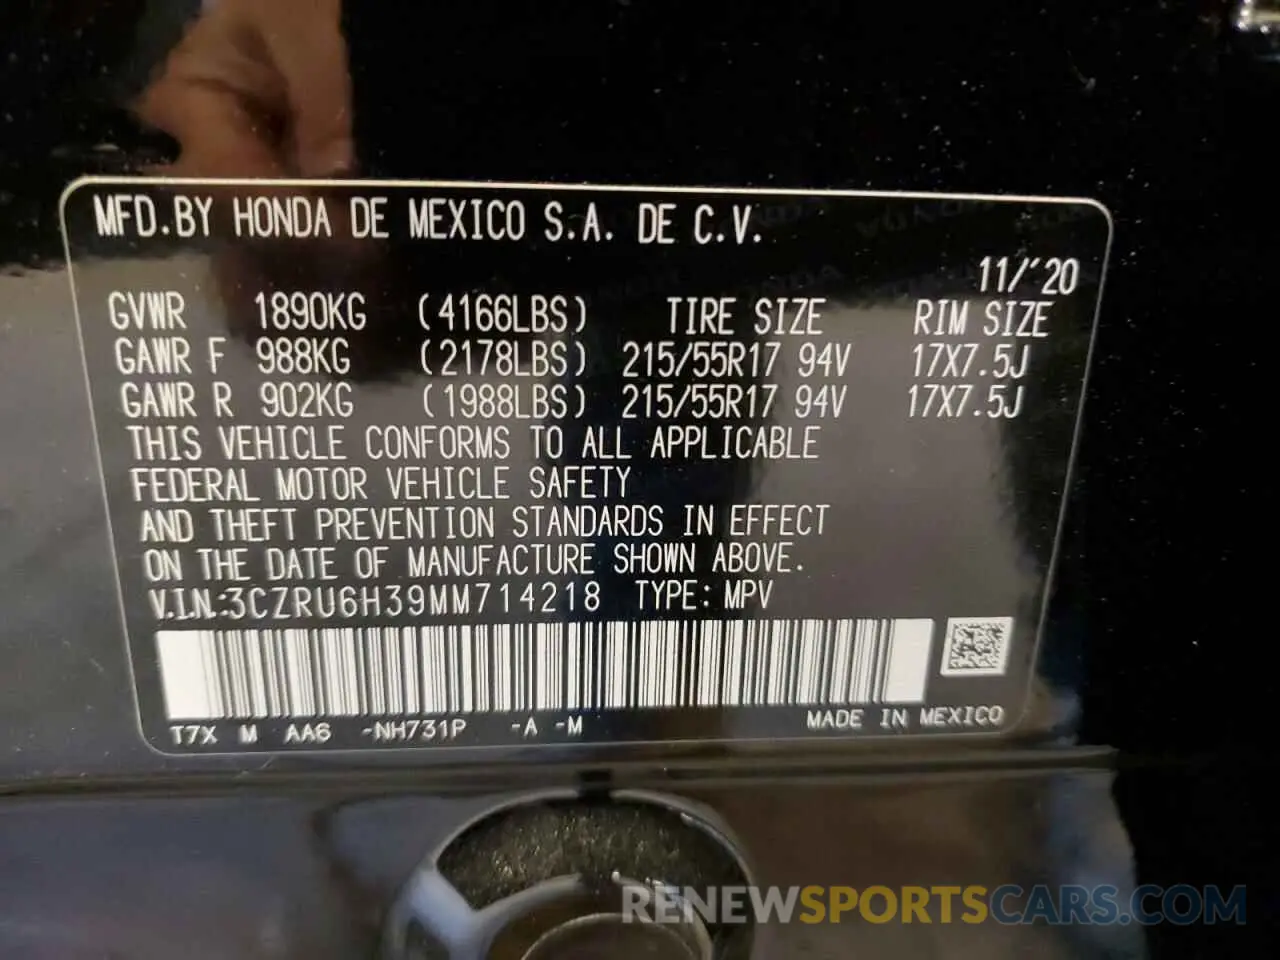 MFD.BY HONDA DE MEXICO S.A. DE C.V.
11/'20
GVWR 1890KG (4166LBS) TIRE SIZE RIM SIZE
GAWR F 988KG (2178LBS) 215/55R17 94V 17X7.5J
GAWR R 902KG (1988LBS) 215/55R17 94V 17X7.5J
THIS VEHICLE CONFORMS TO ALL APPLICABLE
FEDERAL MOTOR VEHICLE SAFETY
AND THEFT PREVENTION STANDARDS IN EFFECT
ON THE DATE OF MANUFACTURE SHOWN ABOVE.
V.I.N.:3CZRU6H39MM714218 TYPE: MPV
T7X M AA6 -NH731P -A -M MADE IN MEXICO
RENEWSPORTSCARS.COM